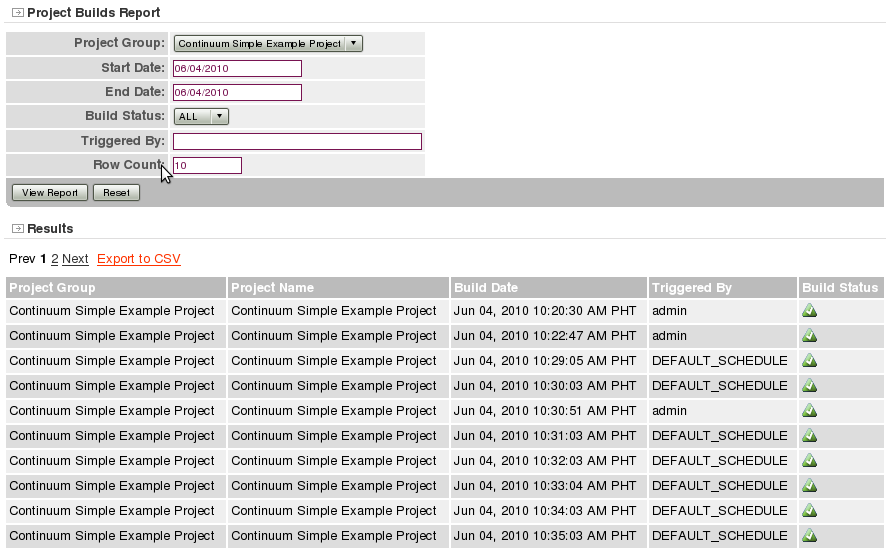 Project Builds Report
Project Group: Continuum Simple Example Project
Start Date: 06/04/2010
End Date: 06/04/2010
Build Status: ALL
Triggered By:
Row Count: 10
View Report Reset
Results
Prev 1 2 Next Export to CSV
Project Group Project Name Build Date Triggered By Build Status
Continuum Simple Example Project Continuum Simple Example Project Jun 04, 2010 10:20:30 AM PHT admin
Continuum Simple Example Project Continuum Simple Example Project Jun 04, 2010 10:22:47 AM PHT admin
Continuum Simple Example Project Continuum Simple Example Project Jun 04, 2010 10:29:05 AM PHT DEFAULT_SCHEDULE
Continuum Simple Example Project Continuum Simple Example Project Jun 04, 2010 10:30:03 AM PHT DEFAULT_SCHEDULE
Continuum Simple Example Project Continuum Simple Example Project Jun 04, 2010 10:30:51 AM PHT admin
Continuum Simple Example Project Continuum Simple Example Project Jun 04, 2010 10:31:03 AM PHT DEFAULT_SCHEDULE
Continuum Simple Example Project Continuum Simple Example Project Jun 04, 2010 10:32:03 AM PHT DEFAULT_SCHEDULE
Continuum Simple Example Project Continuum Simple Example Project Jun 04, 2010 10:33:04 AM PHT DEFAULT_SCHEDULE
Continuum Simple Example Project Continuum Simple Example Project Jun 04, 2010 10:34:03 AM PHT DEFAULT_SCHEDULE
Continuum Simple Example Project Continuum Simple Example Project Jun 04, 2010 10:35:03 AM PHT DEFAULT_SCHEDULE